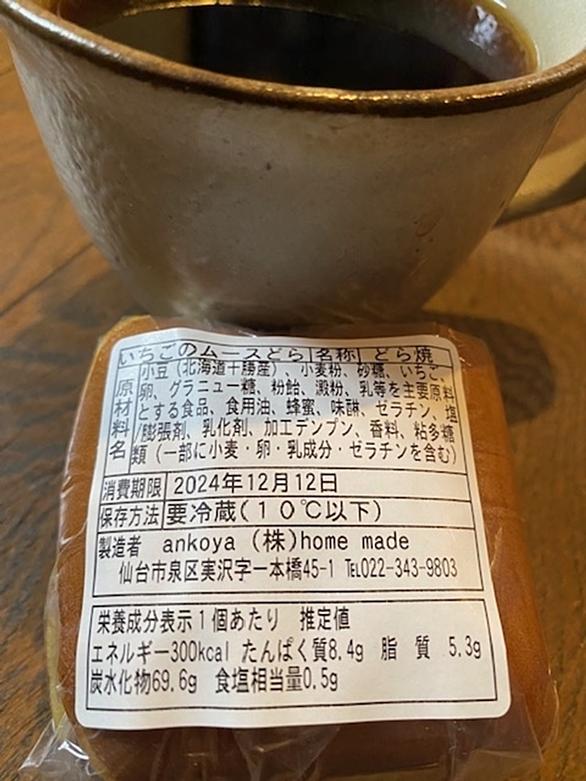 いちごのムースどら 名称 どら焼
原材料名 小豆(北海道十勝産)、小麦粉、砂糖、いちご、
卵、グラニュー糖、粉飴、澱粉、乳等を主要原料
とする食品、食用油、蜂蜜、味醂、ゼラチン、塩
/膨張剤、乳化剤、加工デンプン、香料、粘多糖
類(一部に小麦・卵・乳成分・ゼラチンを含む)
消費期限 2024年12月12日
保存方法 要冷蔵(10℃以下)
製造者 ankoya (株)home made
仙台市泉区実沢字一本橋45-1 ℡022-343-9803
栄養成分表示1個あたり 推定値
エネルギー300kcal たんぱく質8.4g 脂 質 5.3g
炭水化物69.6g 食塩相当量0.5g